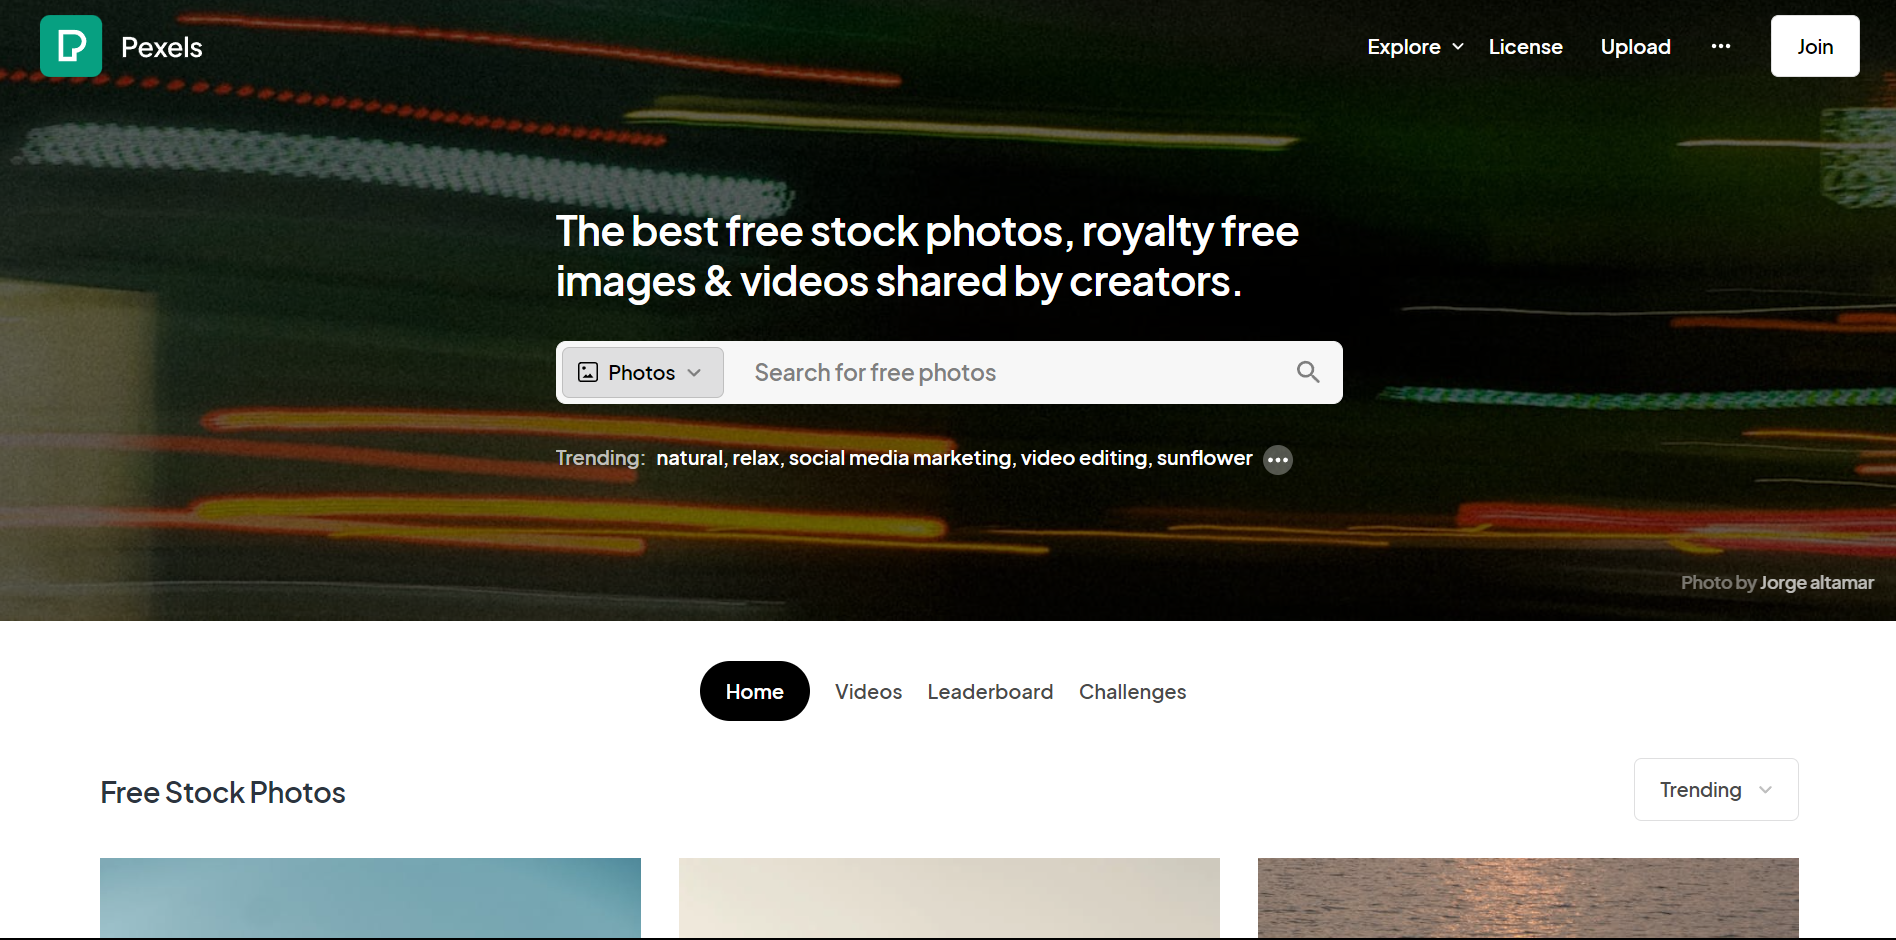 Pexels
Explore
License
Upload
Join
The best free stock photos, royalty free
images & videos shared by creators.
Photos
Search for free photos
Trending: natural, relax, social media marketing, video editing, sunflower
Photo by Jorge altamar
Home
Videos
Leaderboard
Challenges
Free Stock Photos
Trending